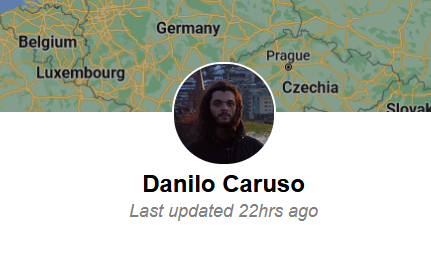 Germany
Belgium
Prague
Luxembourg
Czechia
Slovak
Danilo Caruso
Last updated 22hrs ago